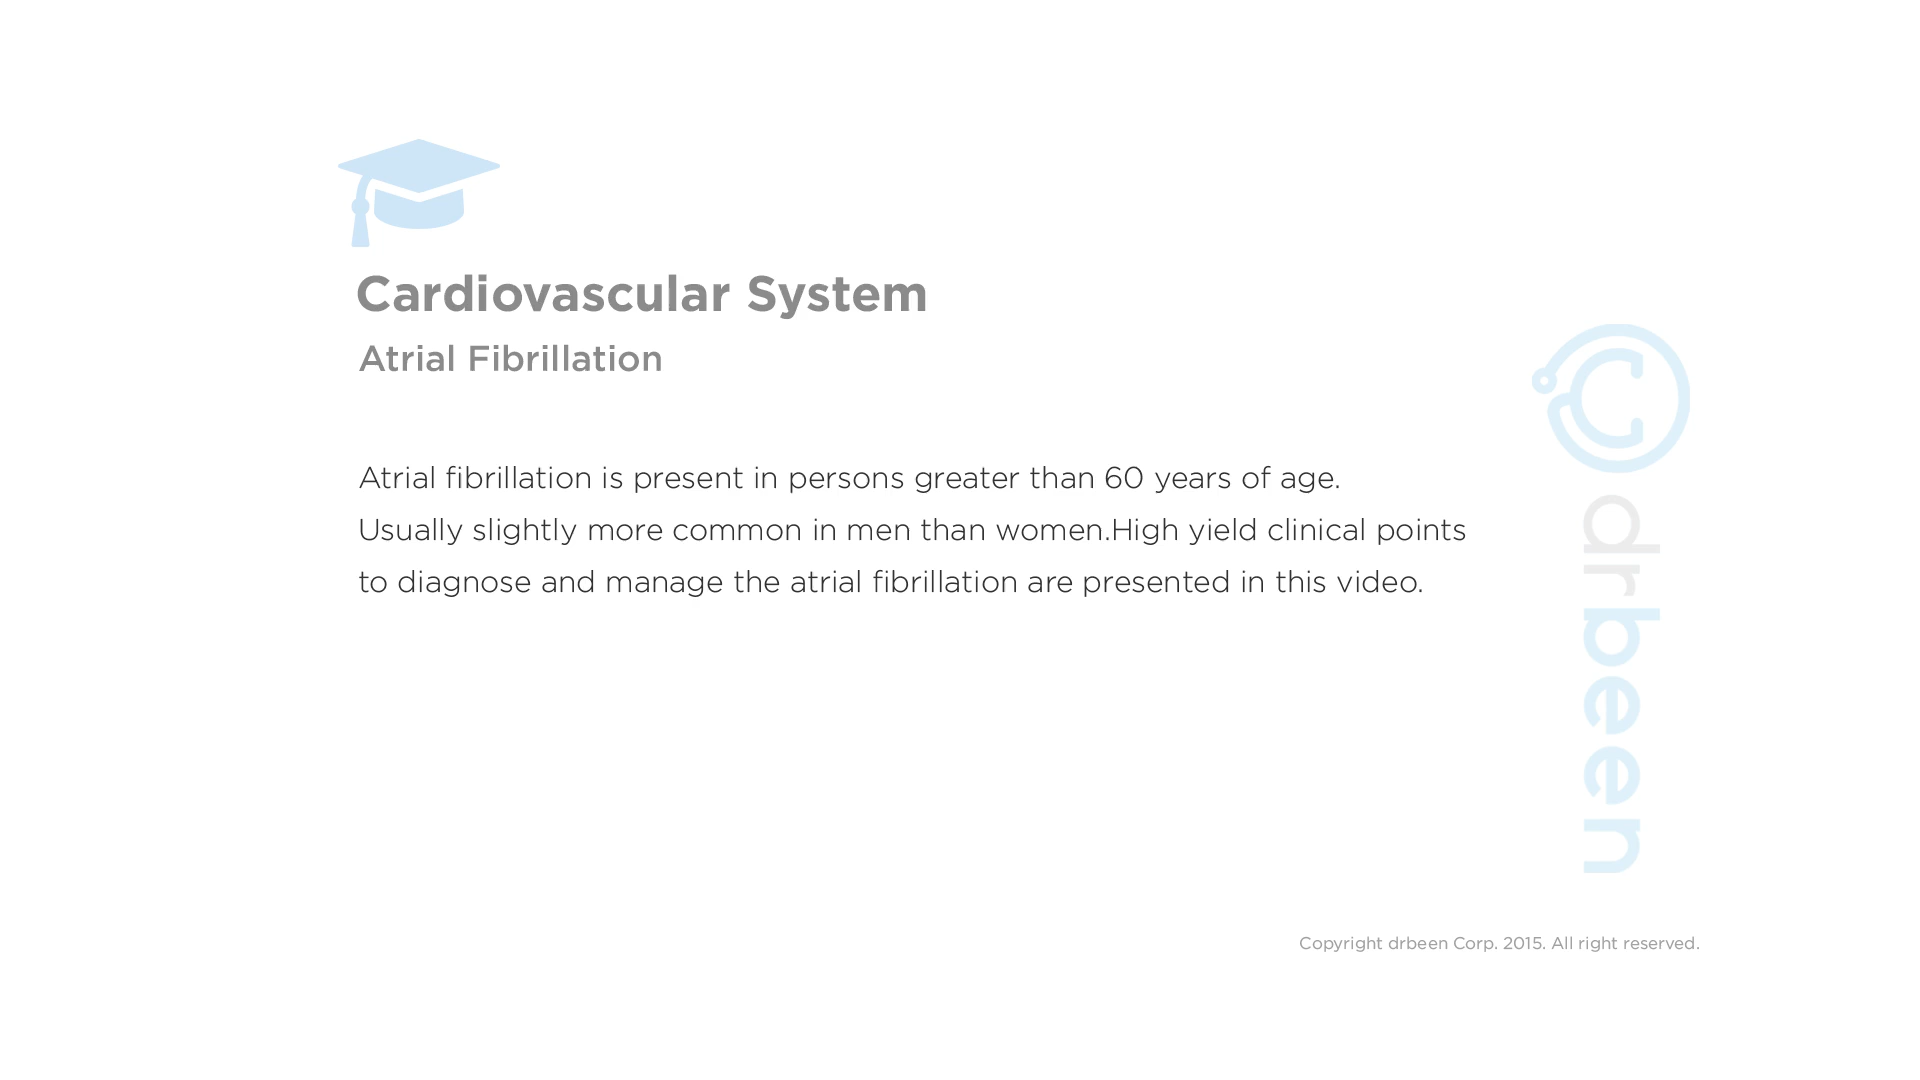 Cardiovascular System
Atrial Fibrillation
Atrial fibrillation is present in persons greater than 60 years of age.
Usually slightly more common in men than women.High yield clinical points
to diagnose and manage the atrial fibrillation are presented in this video.
drbeen
Copyright drbeen Corp. 2015. All right reserved.